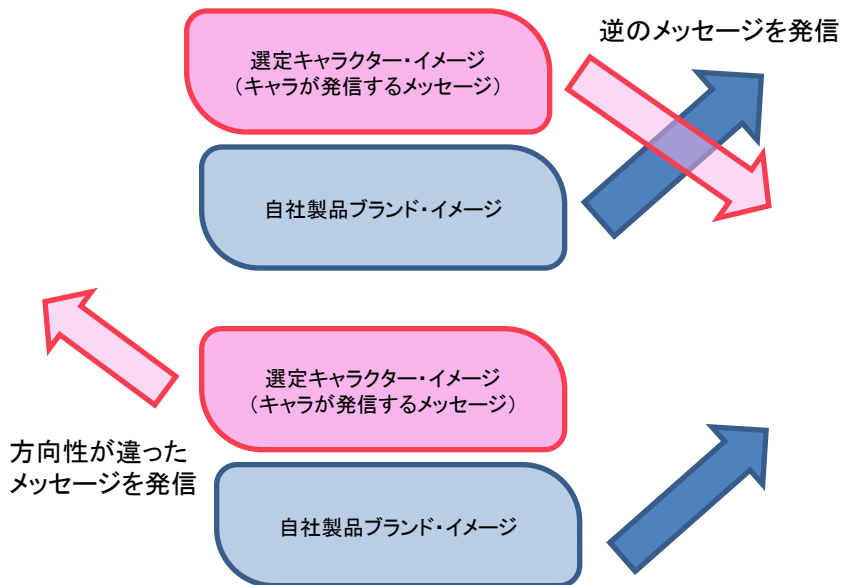 逆のメッセージを発信
選定キャラクター・イメージ
（キャラが発信するメッセージ）
自社製品ブランド・イメージ
選定キャラクター・イメージ
（キャラが発信するメッセージ）
方向性が違った
メッセージを発信
自社製品ブランド・イメージ